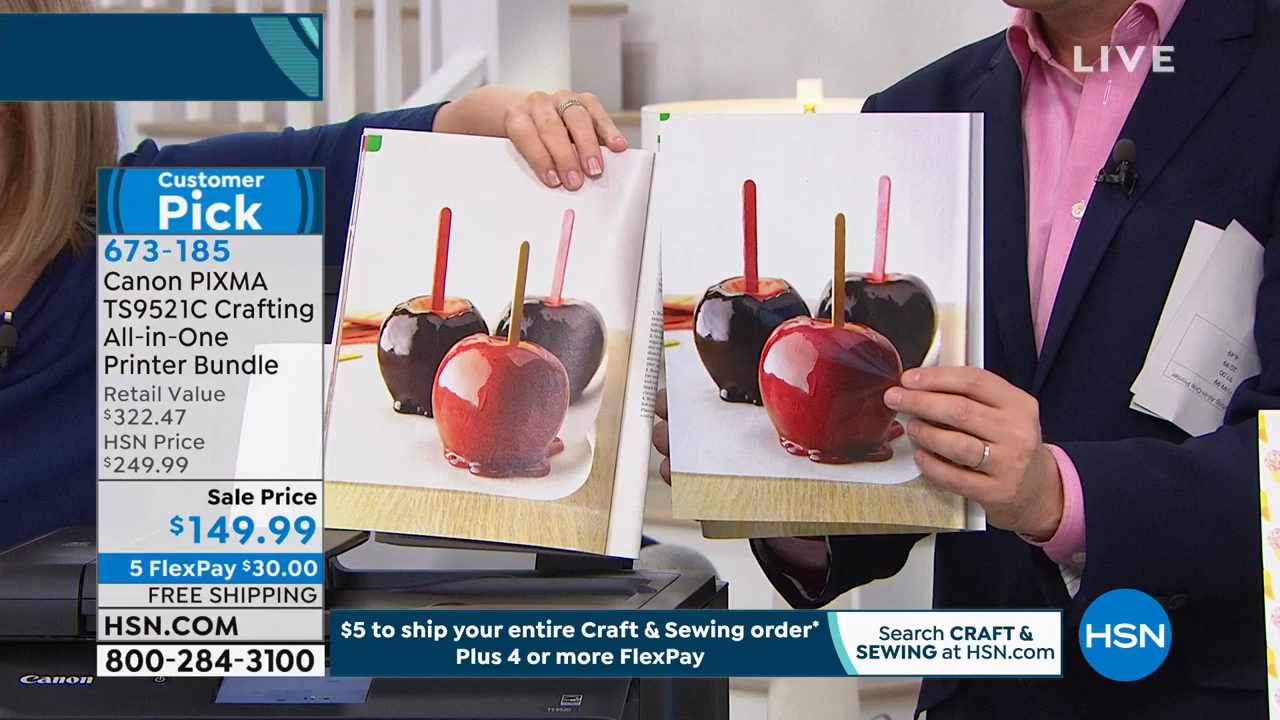 LIVE
Customer
Pick
673-185
Canon PIXMA
TS9521C Crafting
All-in-One
Printer Bundle
Retail Value
$322.47
HSN Price
$249.99
Sale Price
$149.99
5 FlexPay $30.00
FREE SHIPPING
HSN.COM
800-284-3100
$5 to ship your entire Craft & Sewing order*
Plus 4 or more FlexPay
Search CRAFT &
SEWING at HSN.com
HSN
Canon
TS9520